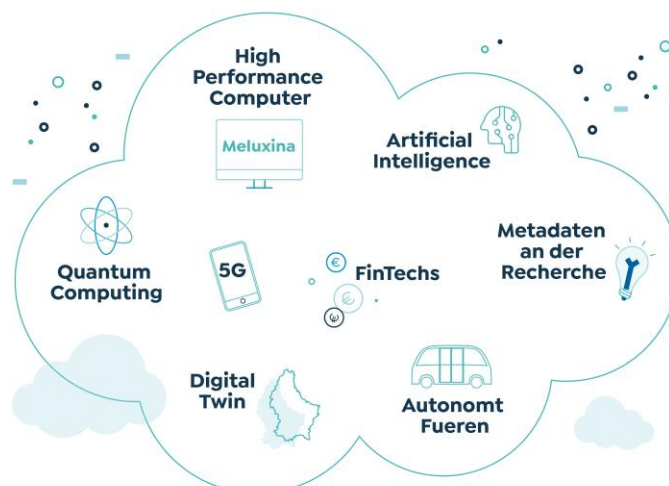 High
Performance
Computer
Meluxina
Artificial
Intelligence
Quantum
Computing
5G
FinTechs
Metadaten
an der
Recherche
Digital
Twin
Autonomt
Fueren